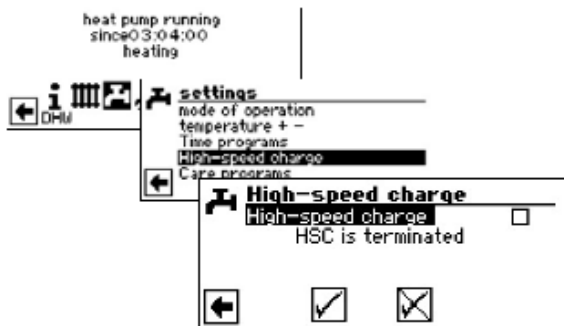 heat pump running
since03:04:00
heating
DHW
settings
mode of operation
temperature + -
Time programs
High-speed charge
Care programs
High-speed charge
High-speed charge
HSC is terminated